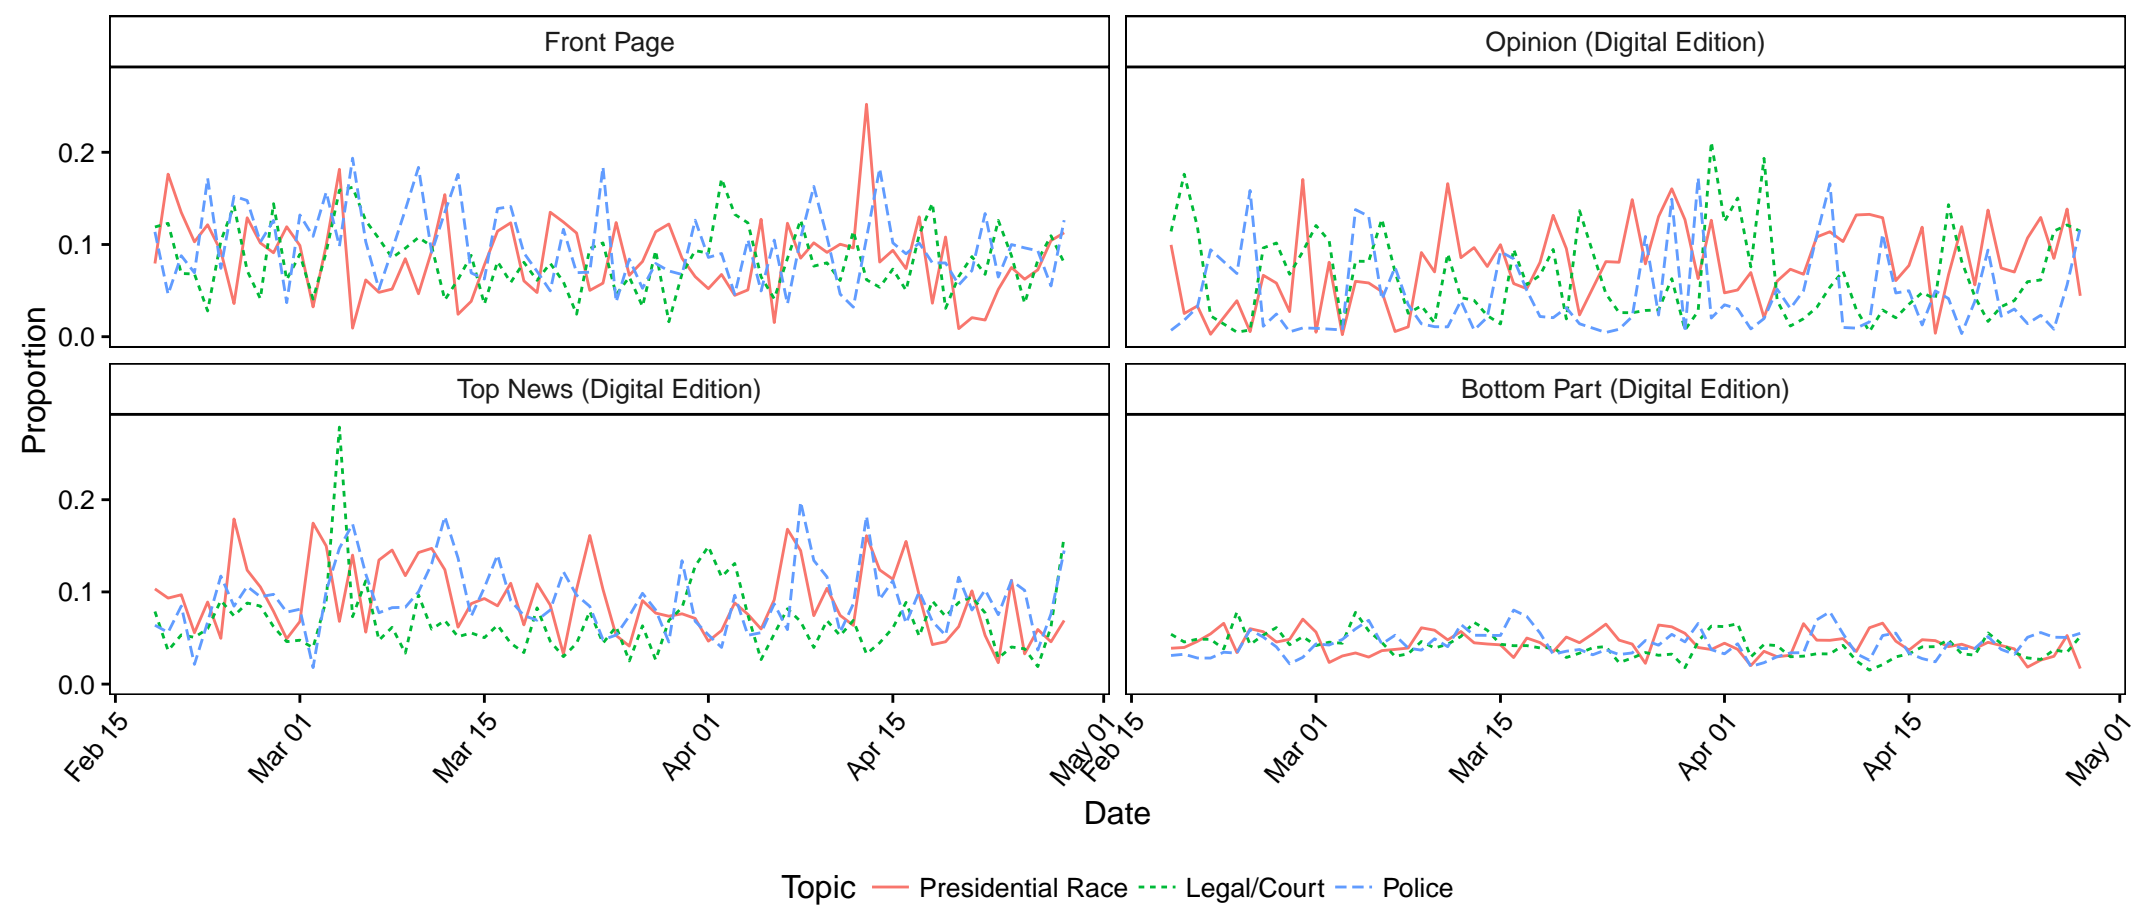 Front Page
Opinion (Digital Edition)
0.2
0.1
0.0
Proportion
Top News (Digital Edition)
Bottom Part (Digital Edition)
0.2
0.1
0.0
Feb 15 Mar 01 Mar 15 Apr 01 Apr 15 May 01
Feb 15 Mar 01 Mar 15 Apr 01 Apr 15 May 01
Date
Topic Presidential Race Legal/Court Police